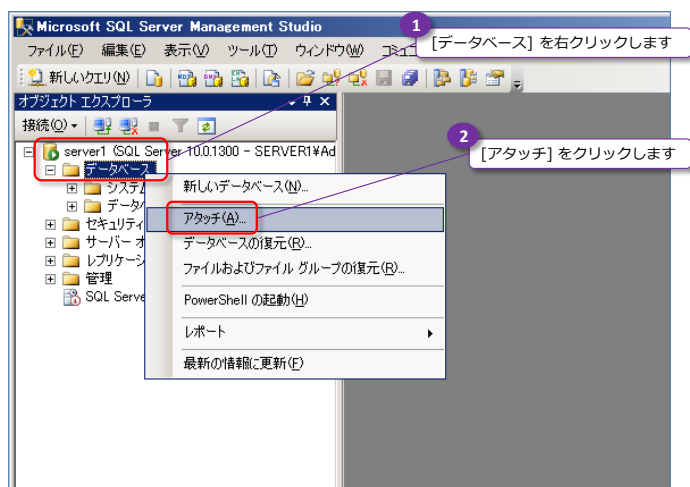 Microsoft SQL Server Management Studio
1
[データベース] を右クリックします
ファイル(F) 編集(E) 表示(V) ツール(T) ウィンドウ(W) コミュニ
新しいクエリ(N)
オブジェクト エクスプローラ
接続(O)
server1 (SQL Server 10.0.1300 - SERVER1¥Ad
2
[アタッチ] をクリックします
データベース
システム
データ
セキュリティ
サーバー オ
レプリケーシ
管理
SQL Serve
新しいデータベース(N)...
アタッチ(A)...
データベースの復元(R)...
ファイルおよびファイル グループの復元(R)...
PowerShell の起動(H)
レポート
最新の情報に更新(F)